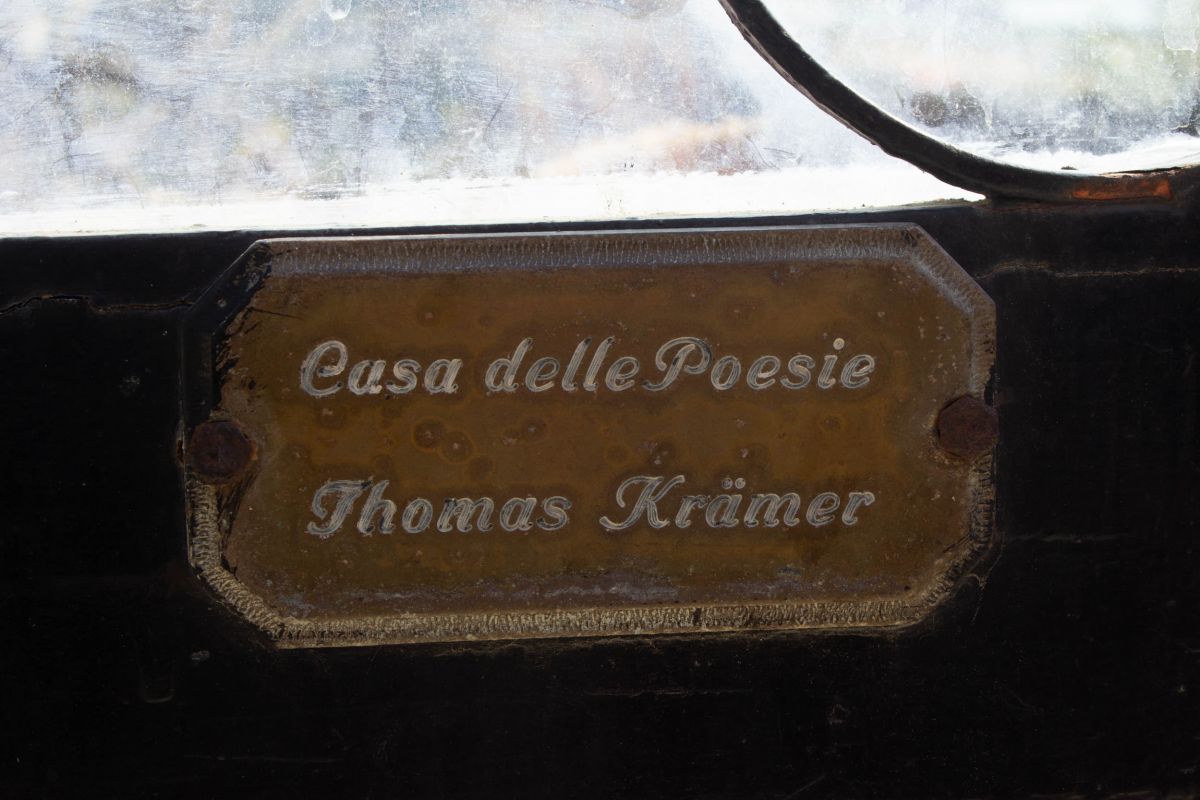 Casa delle Poesie
Thomas Krämer